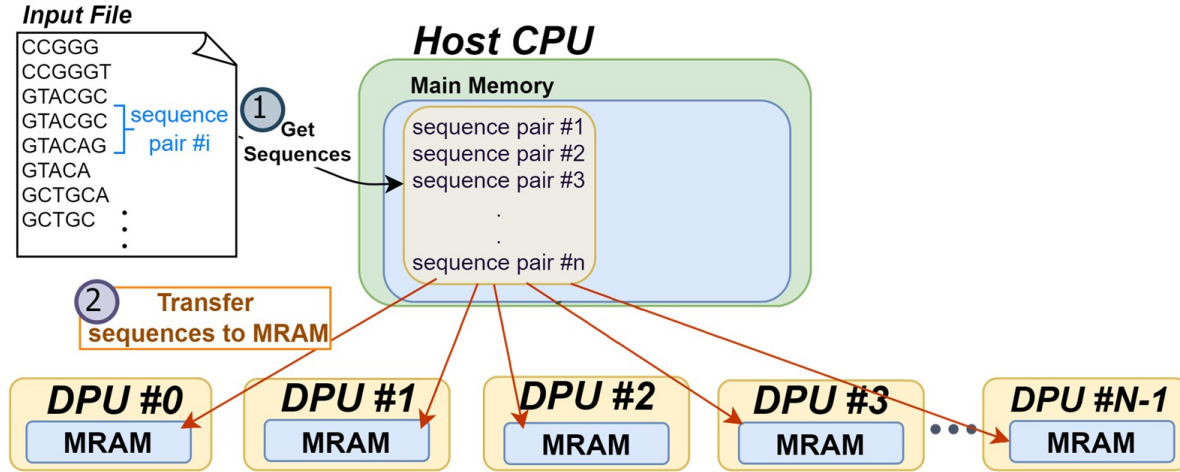 Input File
CCGGG
CCGGGT
GTACGC
GTACGC
GTACAG
GTACA
GCTGCA
GCTGC
sequence
pair #i
1
Get
Sequences
Host CPU
Main Memory
sequence pair #1
sequence pair #2
sequence pair #3
.
.
sequence pair #n
2
Transfer
sequences to MRAM
DPU #0
MRAM
DPU #1
MRAM
DPU #2
MRAM
DPU #3
MRAM
DPU #N-1
MRAM